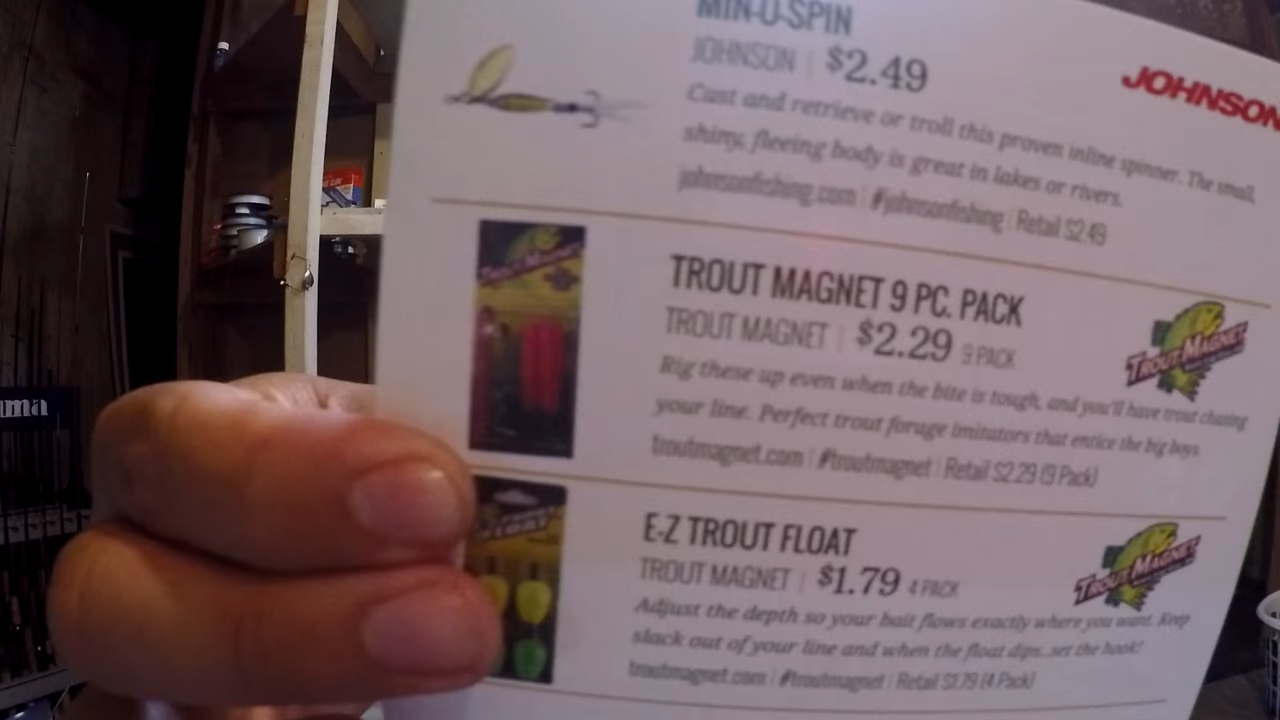 MIN-U-SPIN
JOHNSON | $2.49
JOHNSON
Cast and retrieve or troll this proven inline spinner. The small,
shiny, fleeing body is great in lakes or rivers.
johnsonfishing.com | #johnsonfishing | Retail $2.49
TROUT MAGNET
TROUT MAGNET 9 PC. PACK
TROUT MAGNET | $2.29 9 PACK
TROUT MAGNET
Rig these up even when the bite is tough, and you'll have trout chasing
your line. Perfect trout forage imitators that entice the big boys.
troutmagnet.com | #troutmagnet | Retail $2.29 (9 Pack)
E-Z TROUT FLOAT
TROUT MAGNET | $1.79 4 PACK
TROUT MAGNET
Adjust the depth so your bait flows exactly where you want. Keep
slack out of your line and when the float dips...set the hook!
troutmagnet.com | #troutmagnet | Retail $1.79 (4 Pack)
uma